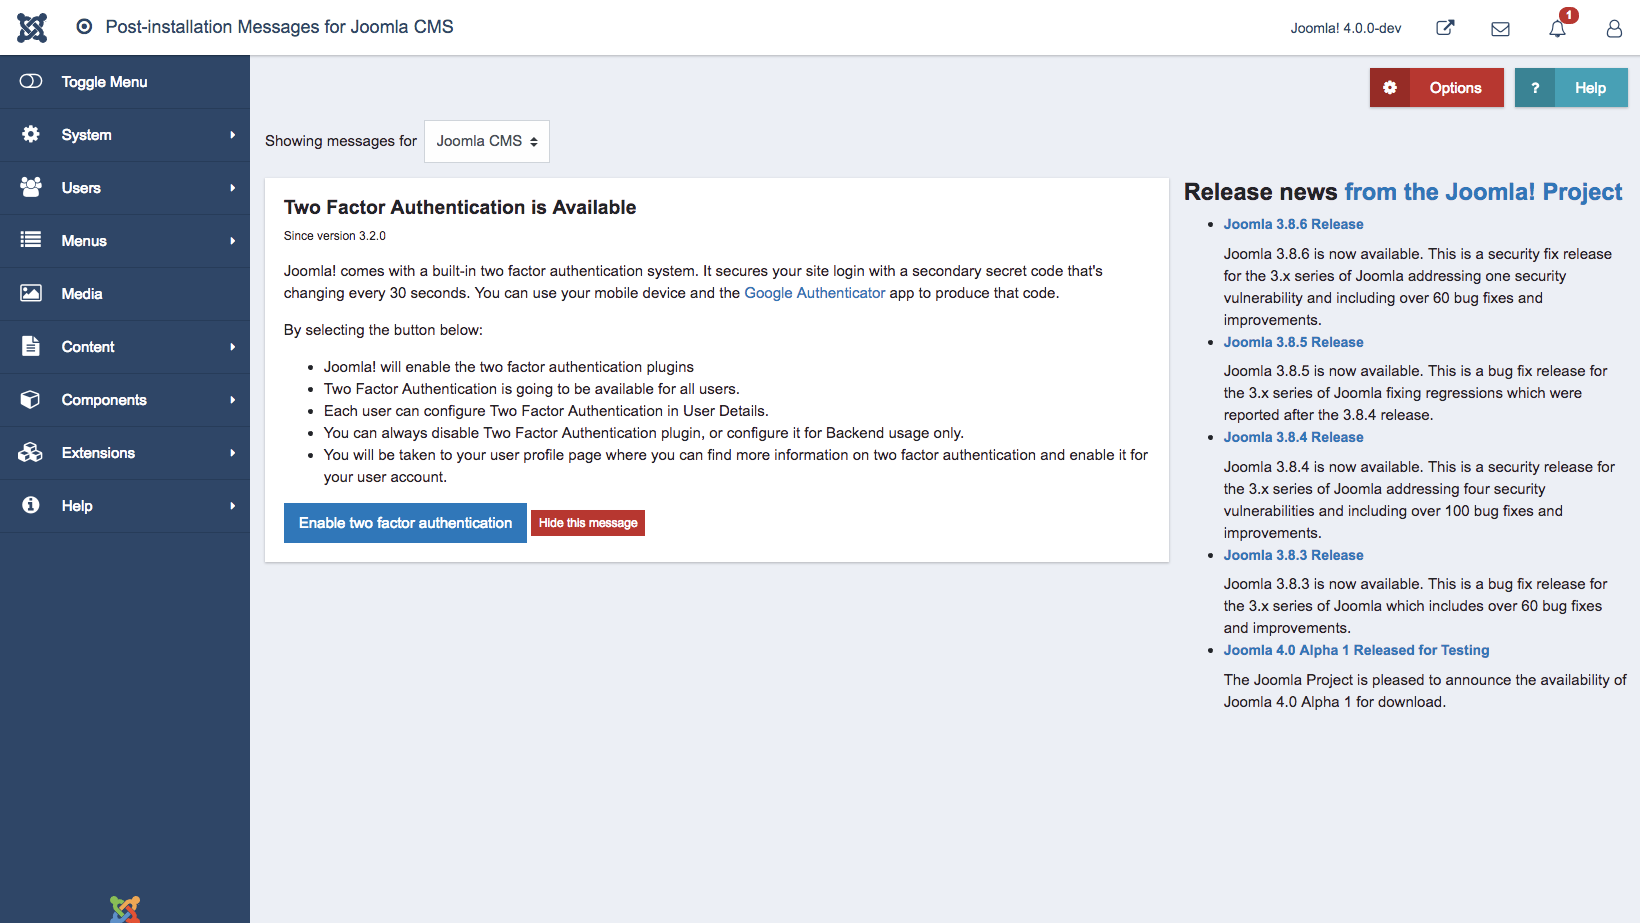 Post-installation Messages for Joomla CMS
Joomla! 4.0.0-dev
1
Toggle Menu
System
Users
Menus
Media
Content
Components
Extensions
Help
Options
? Help
Showing messages for Joomla CMS
Two Factor Authentication is Available
Since version 3.2.0
Joomla! comes with a built-in two factor authentication system. It secures your site login with a secondary secret code that's
changing every 30 seconds. You can use your mobile device and the Google Authenticator app to produce that code.
By selecting the button below:
• Joomla! will enable the two factor authentication plugins
• Two Factor Authentication is going to be available for all users.
• Each user can configure Two Factor Authentication in User Details.
• You can always disable Two Factor Authentication plugin, or configure it for Backend usage only.
• You will be taken to your user profile page where you can find more information on two factor authentication and enable it for
your user account.
Enable two factor authentication Hide this message
Release news from the Joomla! Project
• Joomla 3.8.6 Release
Joomla 3.8.6 is now available. This is a security fix release
for the 3.x series of Joomla addressing one security
vulnerability and including over 60 bug fixes and
improvements.
• Joomla 3.8.5 Release
Joomla 3.8.5 is now available. This is a bug fix release for
the 3.x series of Joomla fixing regressions which were
reported after the 3.8.4 release.
• Joomla 3.8.4 Release
Joomla 3.8.4 is now available. This is a security release for
the 3.x series of Joomla addressing four security
vulnerabilities and including over 100 bug fixes and
improvements.
• Joomla 3.8.3 Release
Joomla 3.8.3 is now available. This is a bug fix release for
the 3.x series of Joomla which includes over 60 bug fixes
and improvements.
• Joomla 4.0 Alpha 1 Released for Testing
The Joomla Project is pleased to announce the availability of
Joomla 4.0 Alpha 1 for download.